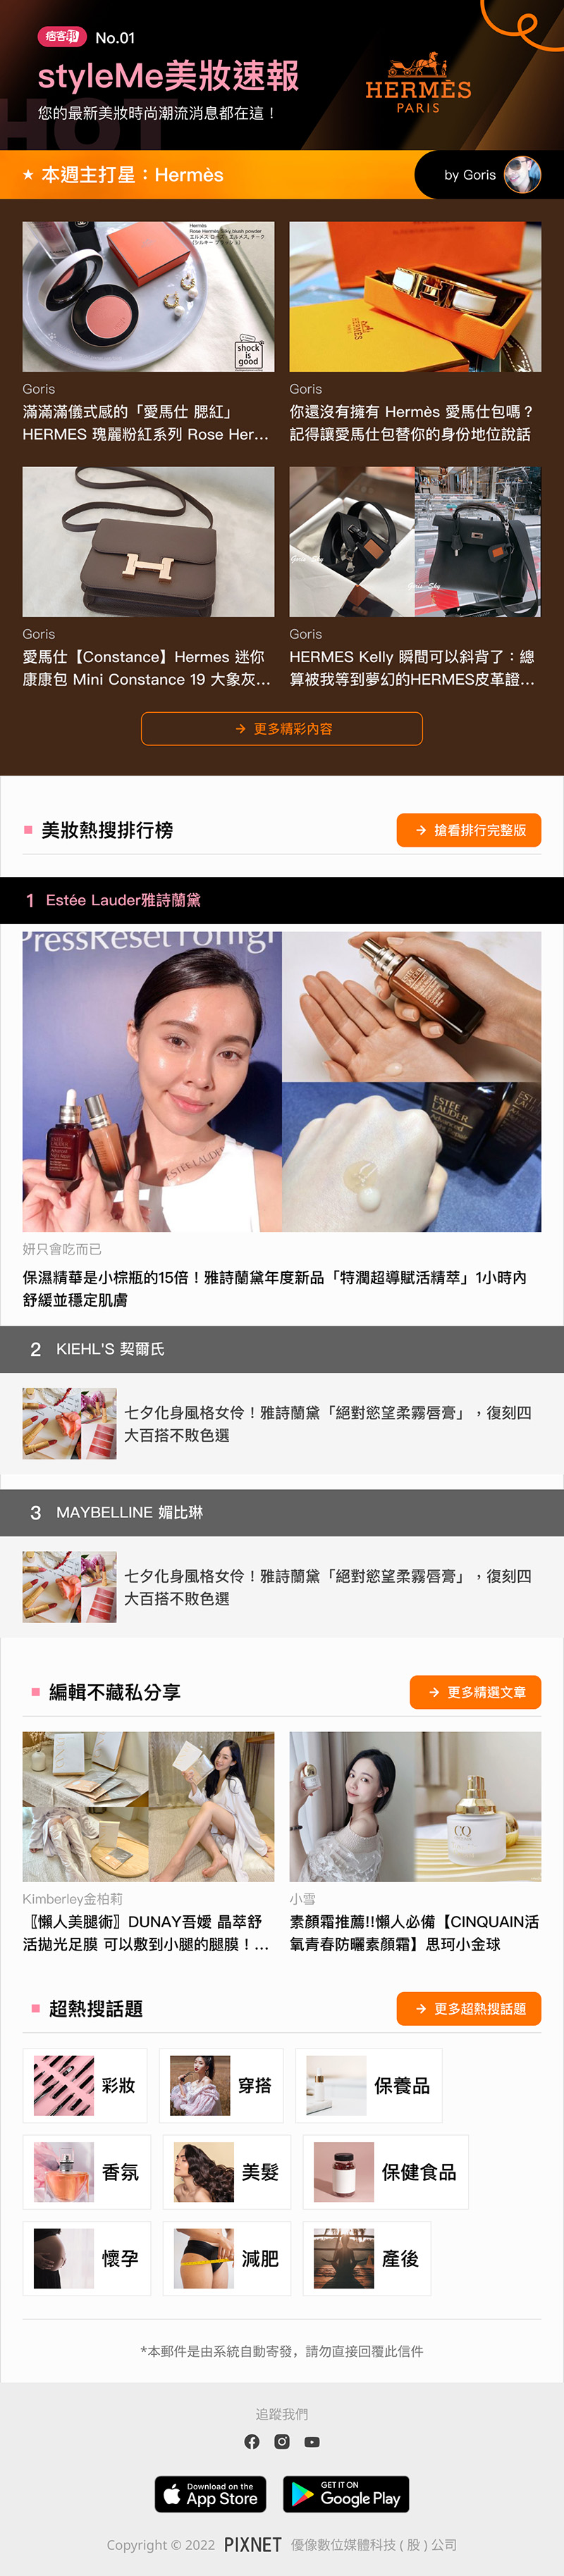 痞客邦 No.01
styleMe美妝速報
您的最新美妝時尚潮流消息都在這！
HOT
HERMÈS
PARIS
★ 本週主打星：Hermès
by Goris
Hermès
shock
is
good
HERMÈS
PARIS
Goris
滿滿滿儀式感的「愛馬仕 腮紅」
HERMES 瑰麗粉紅系列 Rose Her...
Goris
你還沒有擁有 Hermès 愛馬仕包嗎？
記得讓愛馬仕包替你的身份地位說話
Goris
愛馬仕【Constance】Hermes 迷你
康康包 Mini Constance 19 大象灰...
Goris
HERMES Kelly 瞬間可以斜背了：總
算被我等到夢幻的HERMES皮革證...
→ 更多精彩內容
美妝熱搜排行榜
→ 搶看排行完整版
1 Estée Lauder雅詩蘭黛
PressResetTonight
ESTEE LAUDER
ESTEE
LAUDER
妍只會吃而已
保濕精華是小棕瓶的15倍！雅詩蘭黛年度新品「特潤超導賦活精萃」1小時內
舒緩並穩定肌膚
2 KIEHL'S 契爾氏
七夕化身風格女伶！雅詩蘭黛「絕對慾望柔霧唇膏」，復刻四
大百搭不敗色選
3 MAYBELLINE 媚比琳
七夕化身風格女伶！雅詩蘭黛「絕對慾望柔霧唇膏」，復刻四
大百搭不敗色選
編輯不藏私分享
→ 更多精選文章
CQ
Kimberley金柏莉
〖懶人美腿術〗DUNAY吾嬡 晶萃舒
活拋光足膜 可以敷到小腿的腿膜！...
小雪
素顏霜推薦!!懶人必備【CINQUAIN活
氧青春防曬素顏霜】思珂小金球
超熱搜話題
→ 更多超熱搜話題
彩妝
穿搭
保養品
香氛
美髮
保健食品
懷孕
減肥
產後
*本郵件是由系統自動寄發，請勿直接回覆此信件
追蹤我們
Download on the
App Store
GET IT ON
Google Play
Copyright © 2022 PIXNET 優像數位媒體科技 ( 股 ) 公司